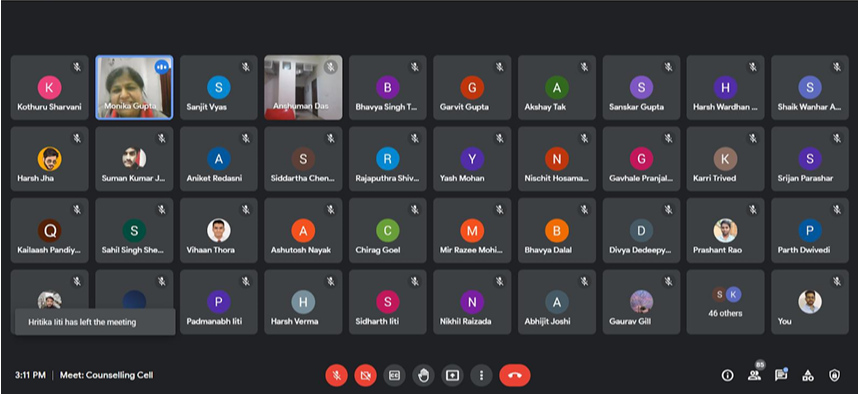 K
Kothuru Sharvani
Monika Gupta
S
Sanjit Vyas
Anshuman Das
B
Bhavya Singh T...
G
Garvit Gupta
A
Akshay Tak
S
Sanskar Gupta
H
Harsh Wardhan ...
S
Shaik Wanhar A...
Harsh Jha
Suman Kumar J...
A
Aniket Redasni
S
Siddartha Chen...
R
Rajaputhra Shiv...
Y
Yash Mohan
N
Nischit Hosama...
G
Gavhale Pranjal...
K
Karri Trived
S
Srijan Parashar
Q
Kailaash Pandiy...
S
Sahil Singh She...
Vihaan Thora
A
Ashutosh Nayak
C
Chirag Goel
M
Mir Razee Mohi...
B
Bhavya Dalal
D
Divya Dedeepy...
Prashant Rao
P
Parth Dwivedi
P
Padmanabh Iiti
H
Harsh Verma
S
Sidharth Iiti
N
Nikhil Raizada
A
Abhijit Joshi
Gaurav Gill
S K
46 others
You
Hritika Iiti has left the meeting
3:11 PM | Meet: Counselling Cell
CC
85